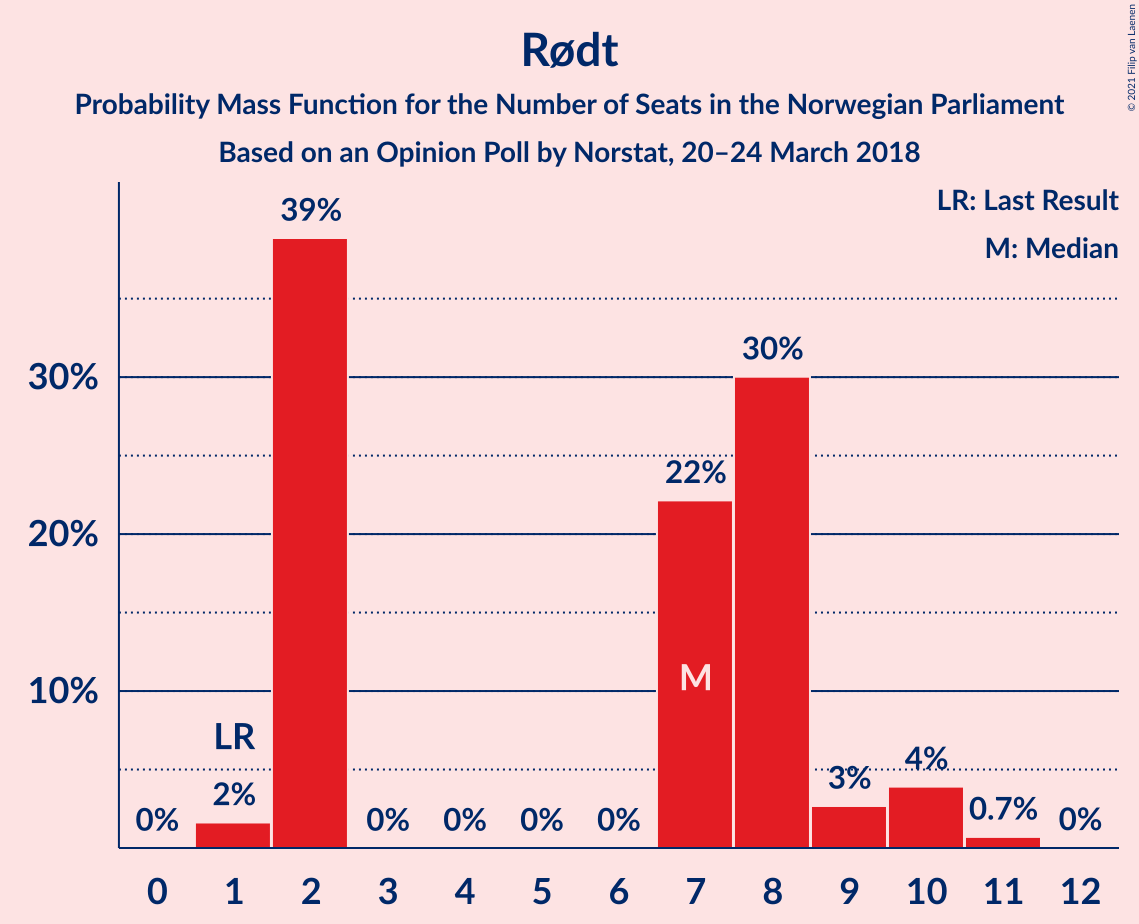 Rødt
Probability Mass Function for the Number of Seats in the Norwegian Parliament
Based on an Opinion Poll by Norstat, 20–24 March 2018
© 2021 Filip van Laenen
LR: Last Result
M: Median
39%
30%
30%
22%
20%
M
10%
LR
4%
3%
2%
0.7%
0% 0% 0% 0% 0% 0%
0 1 2 3 4 5 6 7 8 9 10 11 12